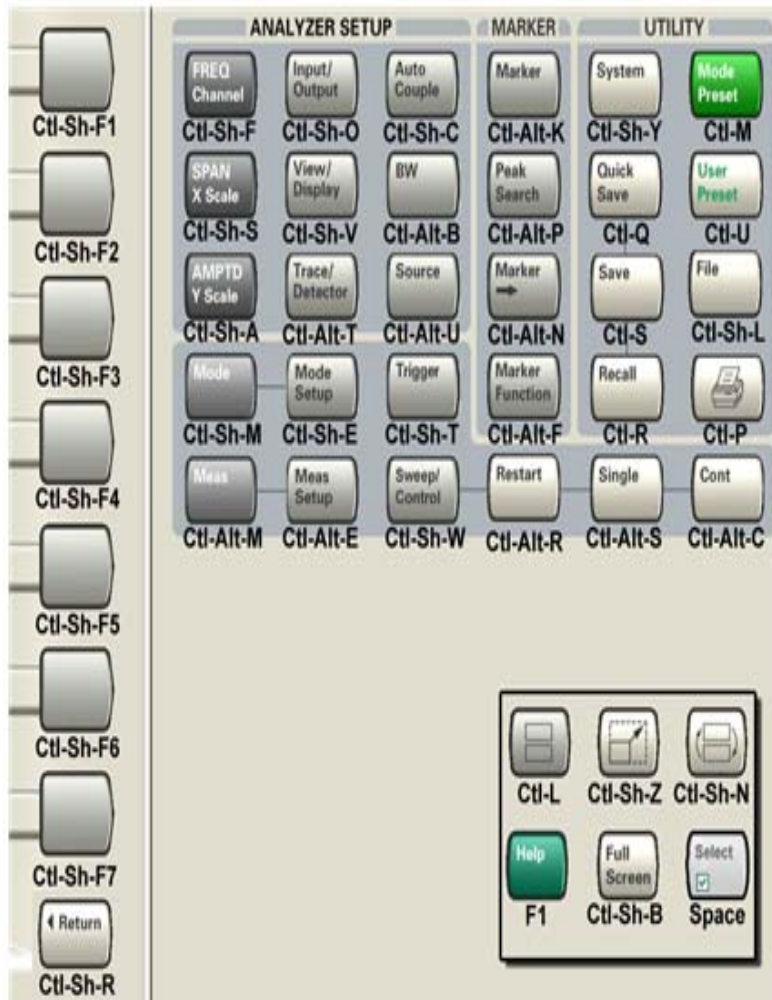 ANALYZER SETUP MARKER UTILITY
FREQ Channel
Input/ Output
Auto Couple
Marker
System
Mode Preset
Ctl-Sh-F1
Ctl-Sh-F Ctl-Sh-O Ctl-Sh-C Ctl-Alt-K Ctl-Sh-Y Ctl-M
SPAN X Scale
View/ Display
BW
Peak Search
Quick Save
User Preset
Ctl-Sh-F2
Ctl-Sh-S Ctl-Sh-V Ctl-Alt-B Ctl-Alt-P Ctl-Q Ctl-U
AMPTD Y Scale
Trace/ Detector
Source
Marker
Save
File
Ctl-Sh-A Ctl-Alt-T Ctl-Alt-U Ctl-Alt-N Ctl-S Ctl-Sh-L
Ctl-Sh-F3
Mode
Mode Setup
Trigger
Marker Function
Recall
Ctl-Sh-M Ctl-Sh-E Ctl-Sh-T Ctl-Alt-F Ctl-R Ctl-P
Ctl-Sh-F4
Meas
Meas Setup
Sweep/ Control
Restart
Single
Cont
Ctl-Alt-M Ctl-Alt-E Ctl-Sh-W Ctl-Alt-R Ctl-Alt-S Ctl-Alt-C
Ctl-Sh-F5
Ctl-Sh-F6
Ctl-L Ctl-Sh-Z Ctl-Sh-N
Ctl-Sh-F7
Help
Full Screen
Select
F1 Ctl-Sh-B Space
Return
Ctl-Sh-R